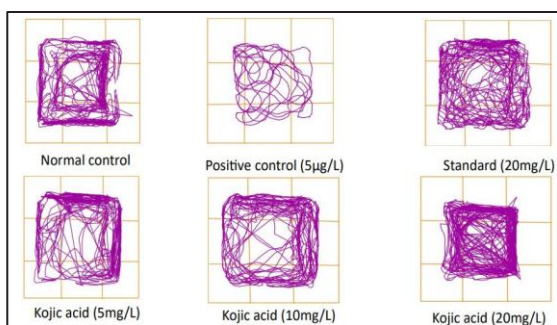 Normal control
Positive control (5µg/L)
Standard (20mg/L)
Kojic acid (5mg/L)
Kojic acid (10mg/L)
Kojic acid (20mg/L)